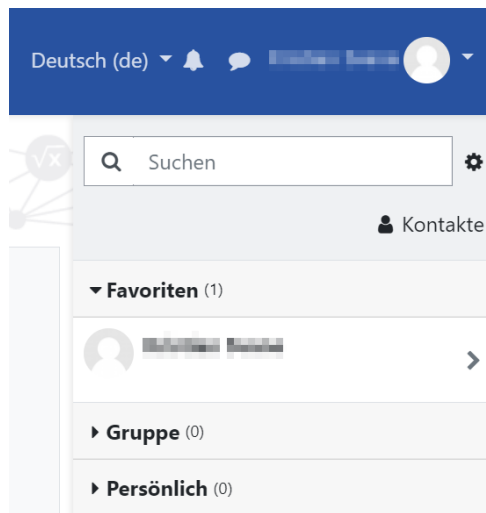 Deutsch (de)
√x
Suchen
Kontakte
Favoriten (1)
Gruppe (0)
Persönlich (0)